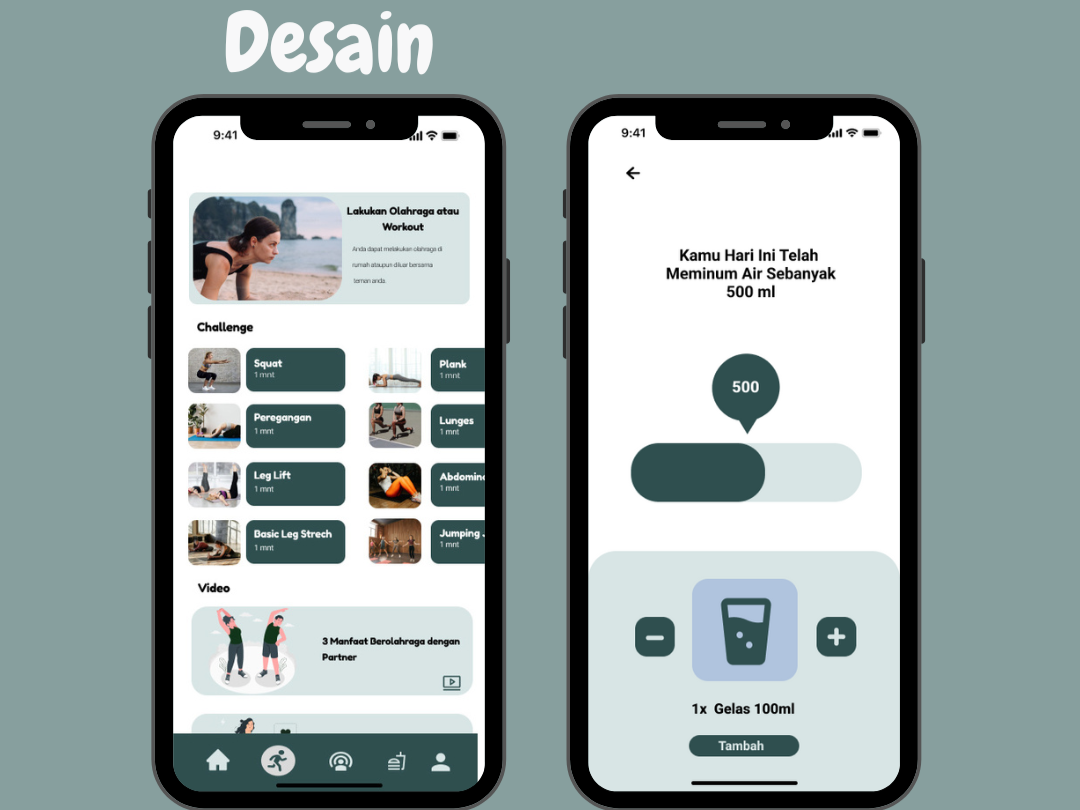 Desain
9:41
Lakukan Olahraga atau
Workout
Anda dapat melakukan olahraga di
rumah ataupun diluar bersama
teman anda
Challenge
Squat
1 mnt
Plank
1 mnt
Peregangan
1 mnt
Lunges
1 mnt
Leg Lift
1 mnt
Abdomin
1 mnt
Basic Leg Strech
1 mnt
Jumping
1 mnt
Video
3 Manfaat Berolahraga dengan
Partner
9:41
Kamu Hari Ini Telah
Meminum Air Sebanyak
500 ml
500
1x Gelas 100ml
Tambah